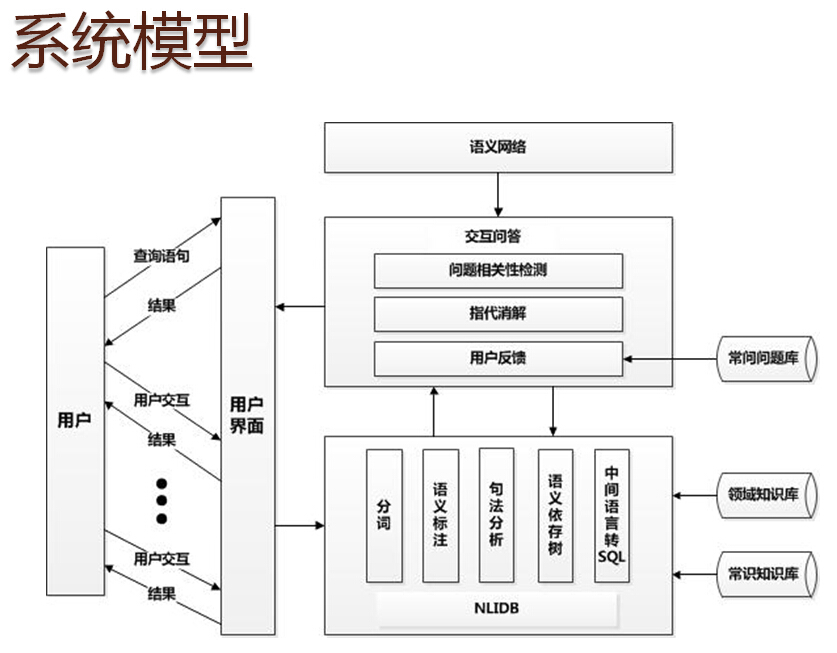 系统模型
语义网络
交互问答
问题相关性检测
指代消解
用户反馈
常问问题库
查询语句
结果
用户交互
结果
用户交互
结果
用户
用户
界面
分词
语义标注
句法分析
语义依存树
中间语言转SQL
NLIDB
领域知识库
常识知识库